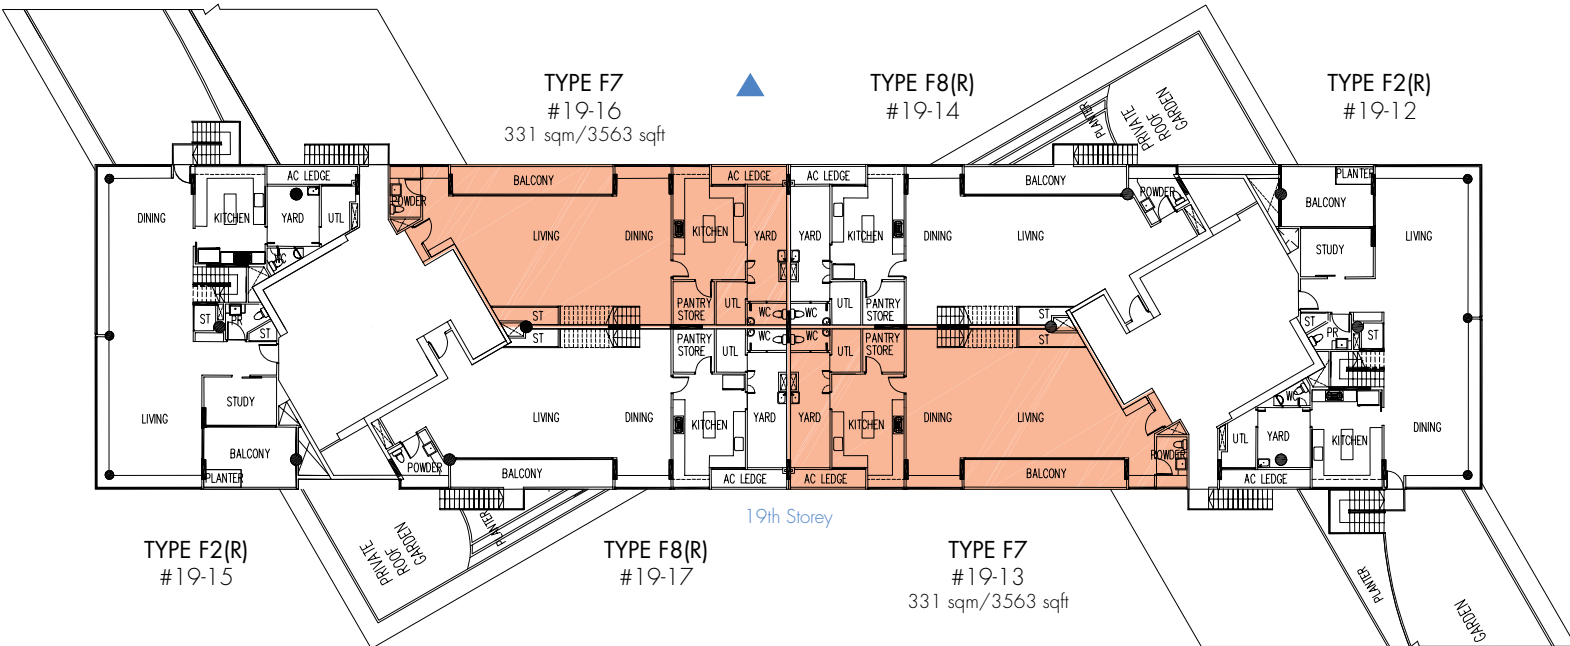 TYPE F7
#19-16
331 sqm/3563 sqft
TYPE F8(R)
#19-14
TYPE F2(R)
#19-12
PLANTER
PRIVATE
ROOF
GARDEN
AC LEDGE
BALCONY
AC LEDGE
AC LEDGE
BALCONY
POWDER
PLANTER
BALCONY
DINING
KITCHEN
YARD
UTL
POWDER
LIVING
DINING
KITCHEN
YARD
YARD
KITCHEN
DINING
LIVING
STUDY
LIVING
WC
ST
PR
ST
ST
ST
PANTRY
STORE
UTL
WC
WC
UTL
PANTRY
STORE
ST
ST
PR
ST
PANTRY
STORE
UTL
WC
WC
UTL
PANTRY
STORE
ST
WC
LIVING
STUDY
BALCONY
PLANTER
POWDER
LIVING
DINING
KITCHEN
YARD
YARD
KITCHEN
DINING
LIVING
POWDER
UTL
YARD
KITCHEN
DINING
BALCONY
AC LEDGE
AC LEDGE
BALCONY
AC LEDGE
19th Storey
PRIVATE
ROOF
GARDEN
PLANTER
TYPE F2(R)
#19-15
TYPE F8(R)
#19-17
TYPE F7
#19-13
331 sqm/3563 sqft
PLANTER
GARDEN